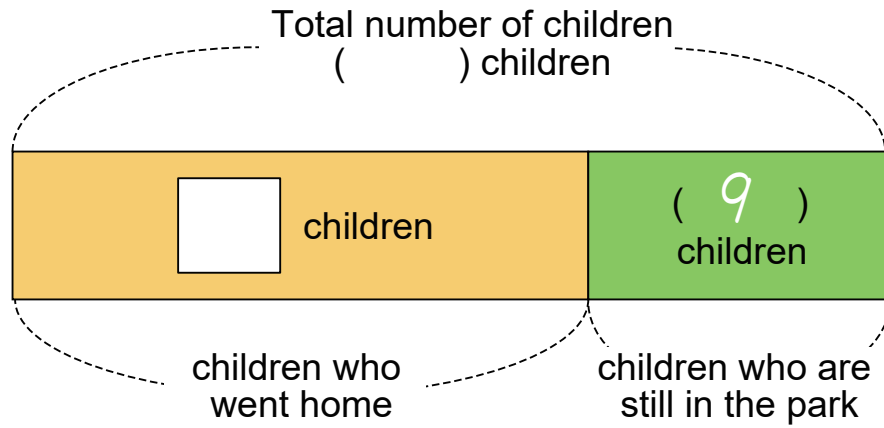 Total number of children
( ) children
children
( 9 )
children
children who
went home
children who are
still in the park